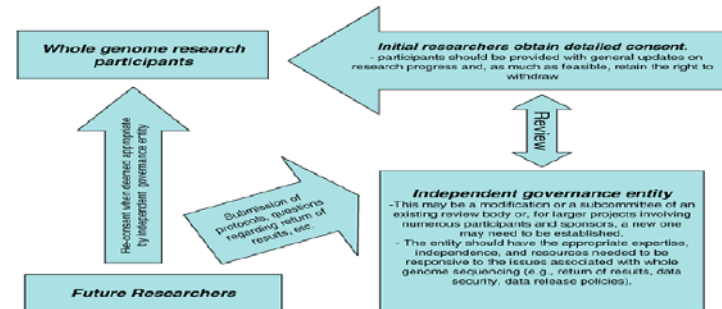 Whole genome research
participants
Initial researchers obtain detailed consent.
- participants should be provided with general updates on
research progress and, as much as feasible, retain the right to
withdraw
Review
Re-consent when deemed appropriate
by independent governance entity
Submission of
protocols, questions
regarding return of
results, etc.
Independent governance entity
-This may be a modification or a subcommittee of an
existing review body or, for larger projects involving
numerous participants and sponsors, a new one
may need to be established.
- The entity should have the appropriate expertise,
independence, and resources needed to be
responsive to the issues associated with whole
genome sequencing (e.g., return of results, data
security, data release policies).
Future Researchers